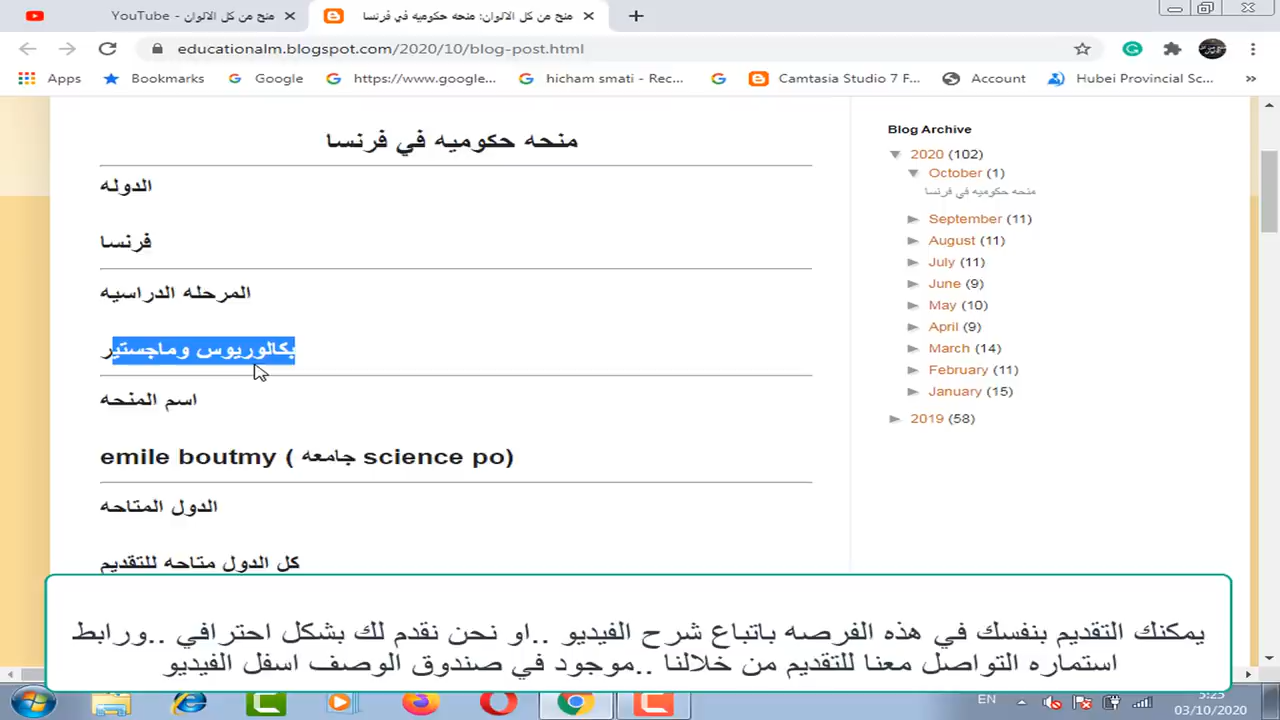 منح من كل الالوان - YouTube
منح من كل الالوان: منحه حكوميه في فرنسا
educationalm.blogspot.com/2020/10/blog-post.html
Apps Bookmarks Google https://www.google... hicham smati - Rec... Camtasia Studio 7 F... Account Hubei Provincial Sc... »
منحه حكوميه في فرنسا
الدوله
فرنسا
المرحله الدراسيه
بكالوريوس وماجستير
اسم المنحه
emile boutmy ( جامعه science po)
الدول المتاحه
كل الدول متاحه للتقديم
Blog Archive
▼ 2020 (102)
▼ October (1)
منحه حكوميه في فرنسا
► September (11)
► August (11)
► July (11)
► June (9)
► May (10)
► April (9)
► March (14)
► February (11)
► January (15)
► 2019 (58)
يمكنك التقديم بنفسك في هذه الفرصه باتباع شرح الفيديو ..او نحن نقدم لك بشكل احترافي ..ورابط
استماره التواصل معنا للتقديم من خلالنا ..موجود في صندوق الوصف اسفل الفيديو
EN
5:25
03/10/2020